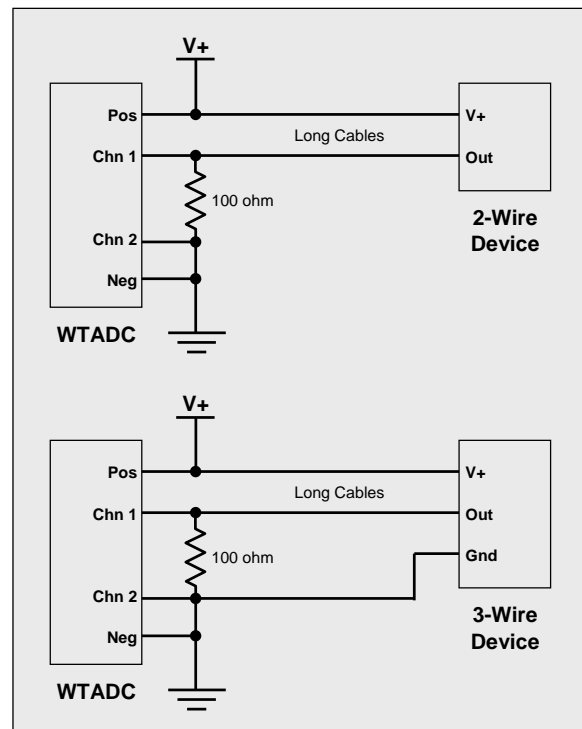 V+
Pos
V+
Long Cables
Chn 1
Out
100 ohm
2-Wire
Device
Chn 2
Neg
WTADC
V+
Pos
V+
Long Cables
Chn 1
Out
Gnd
100 ohm
Chn 2
3-Wire
Device
Neg
WTADC